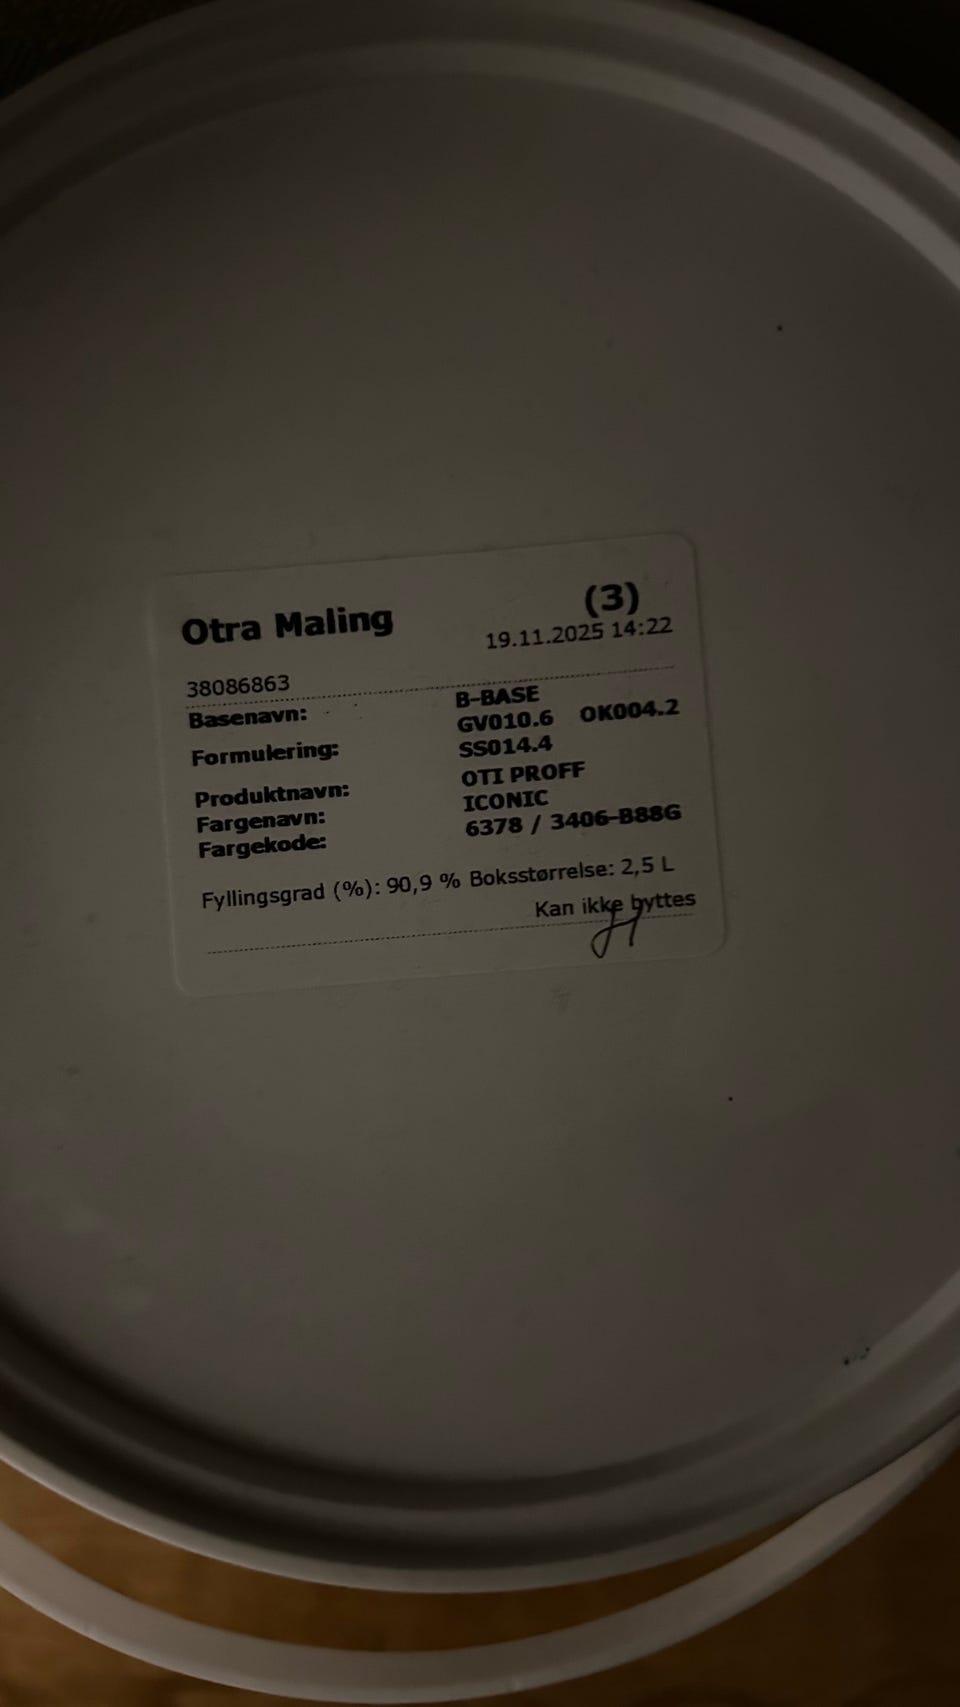 Otra Maling
(3)
19.11.2025 14:22
38086863
Basenavn: B-BASE
Formulering: GV010.6 OK004.2
SS014.4
Produktnavn: OTI PROFF
Fargenavn: ICONIC
Fargekode: 6378 / 3406-B88G
Fyllingsgrad (%): 90,9 % Boksstørrelse: 2,5 L
Kan ikke byttes